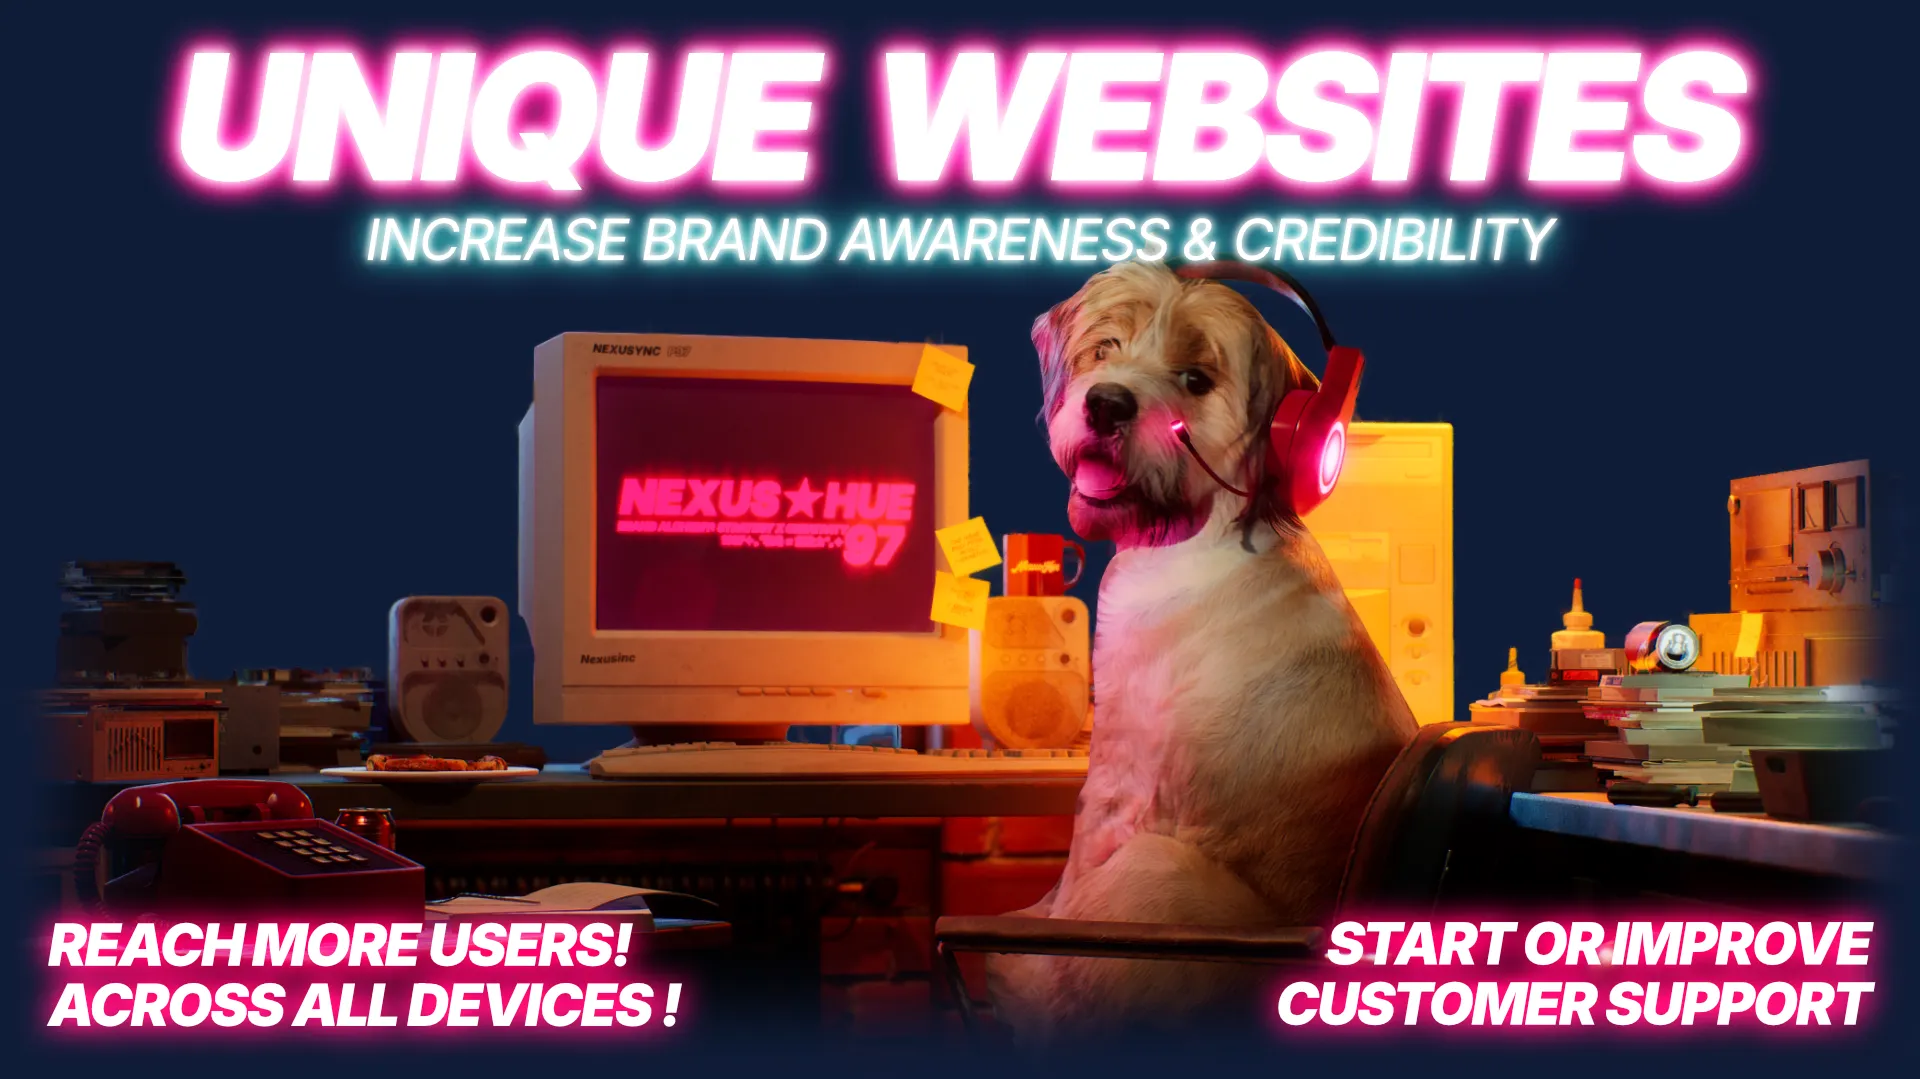 UNIQUE WEBSITES
INCREASE BRAND AWARENESS & CREDIBILITY
NEXUSYNC P97
NEXUS★HUE
97
Nexusinc
REACH MORE USERS!
ACROSS ALL DEVICES !
START OR IMPROVE
CUSTOMER SUPPORT